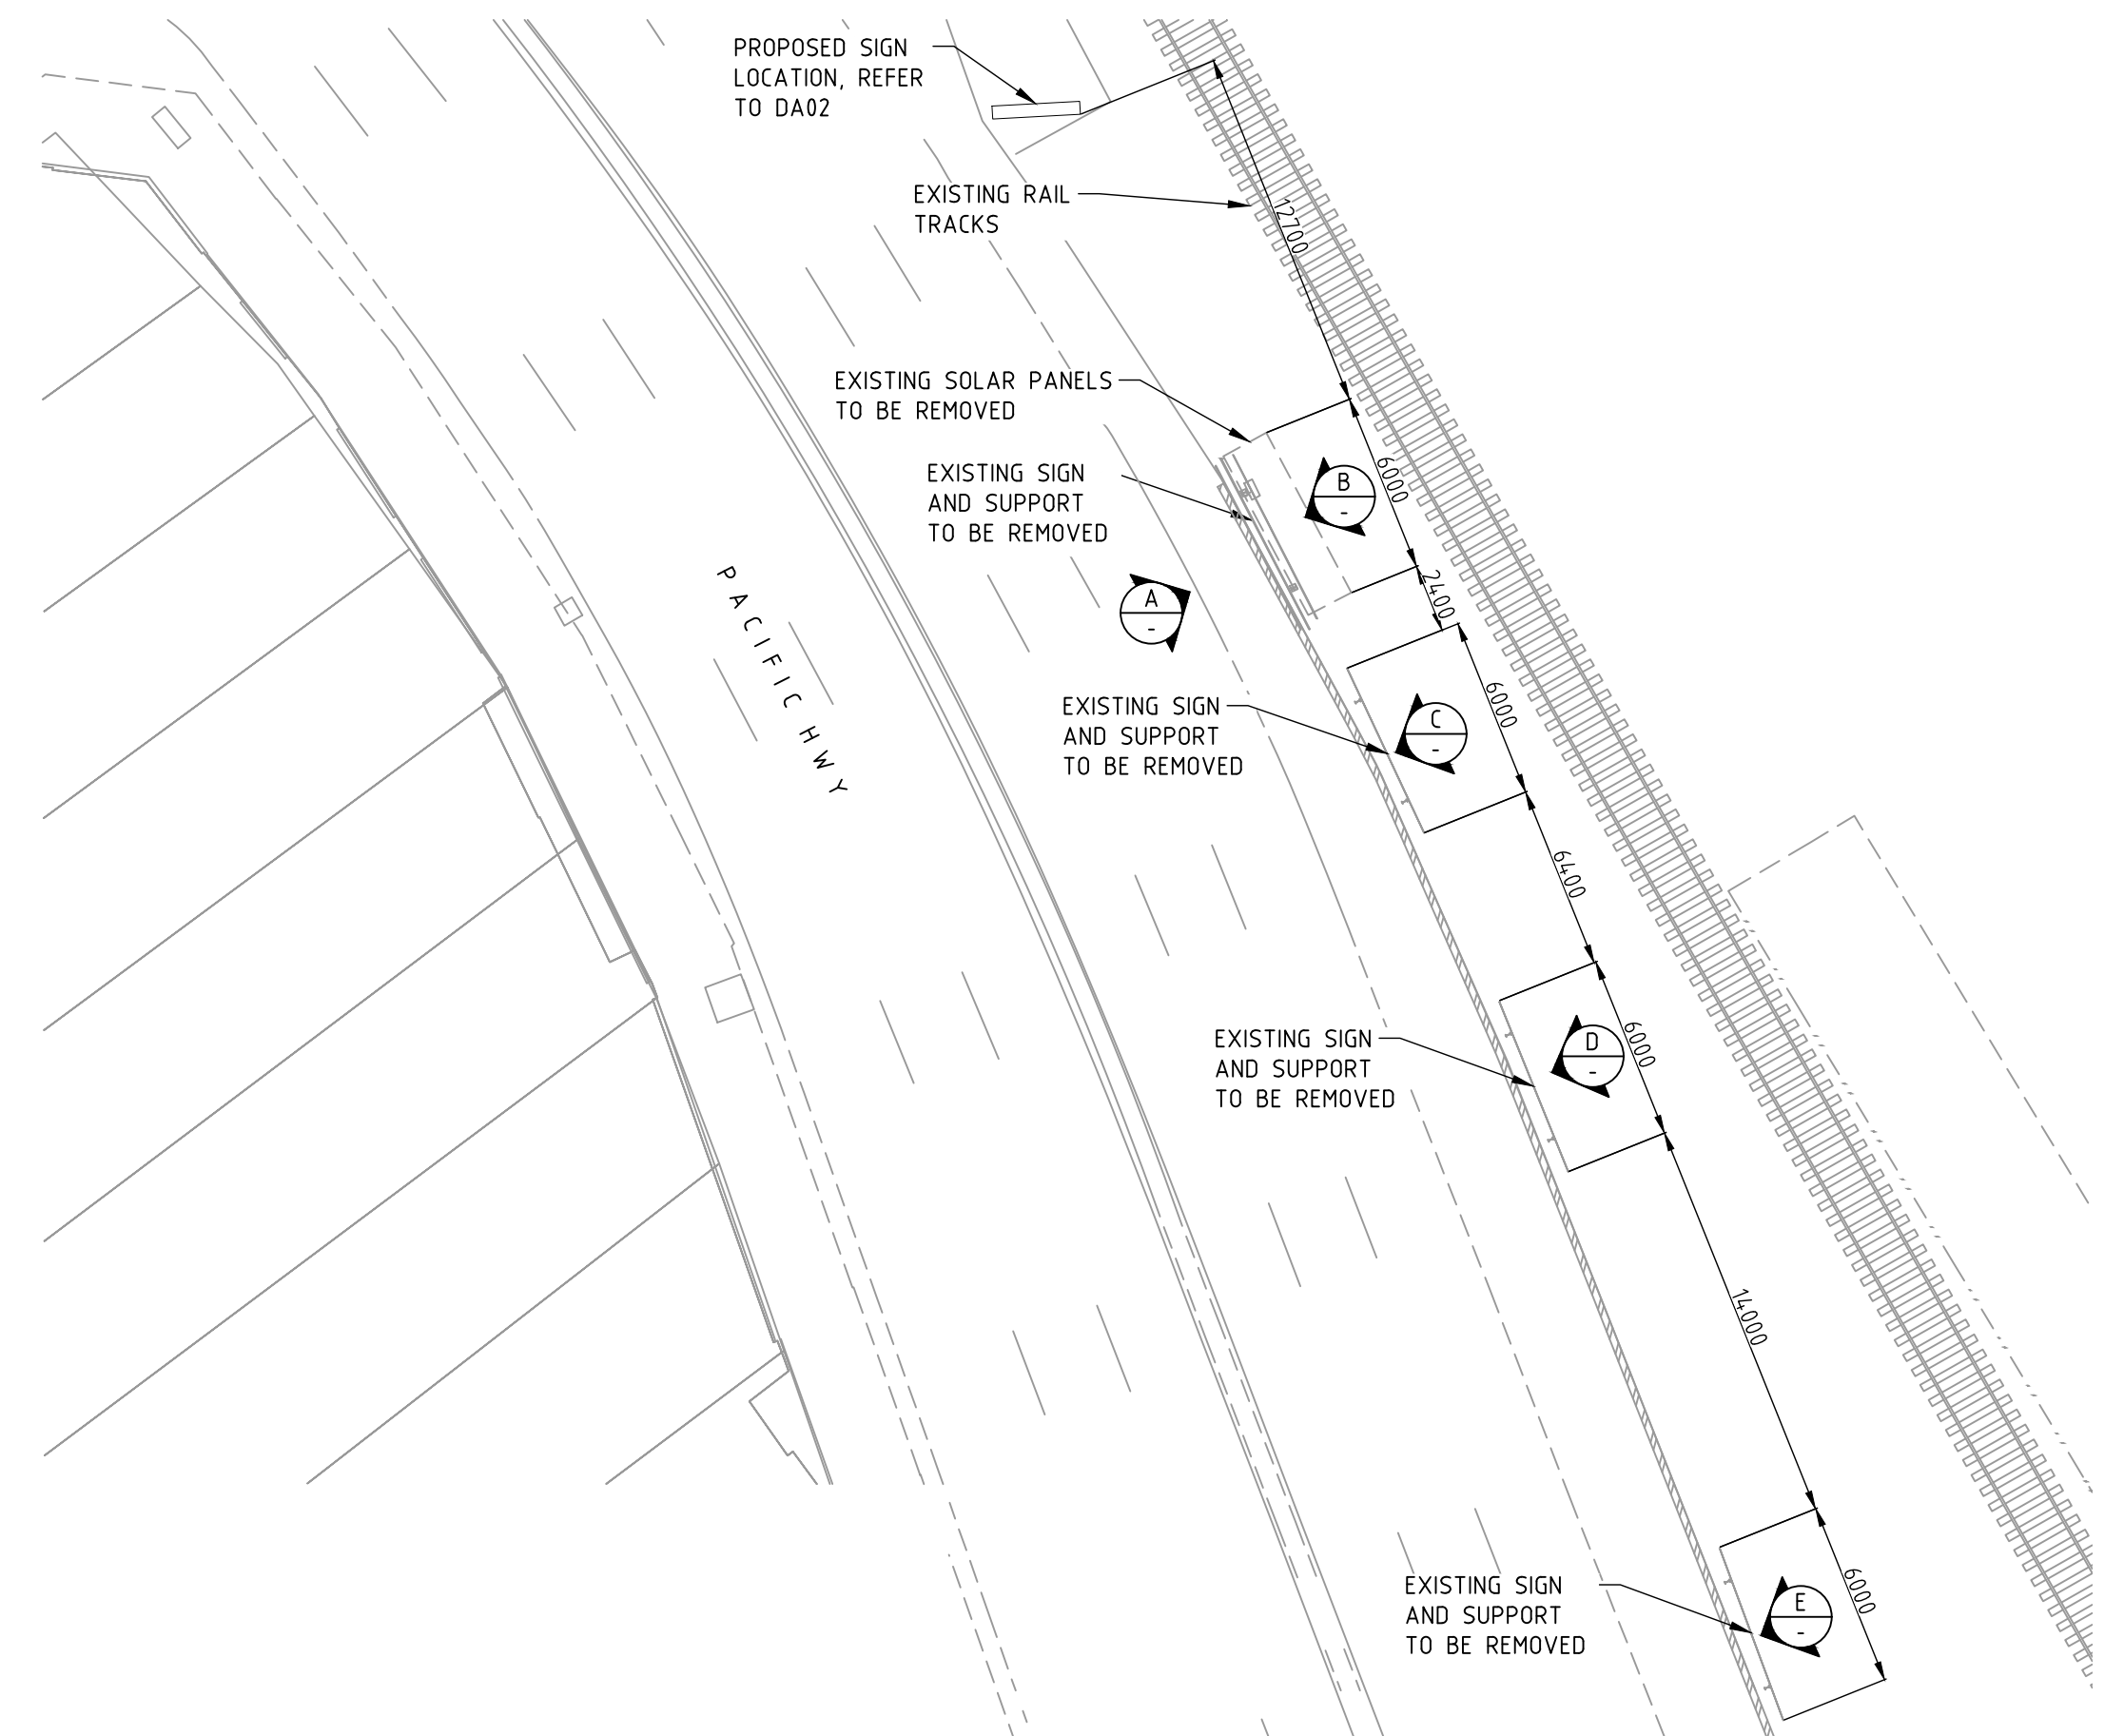 PROPOSED SIGN
LOCATION, REFER
TO DA02
EXISTING RAIL
TRACKS
12700
EXISTING SOLAR PANELS
TO BE REMOVED
EXISTING SIGN
AND SUPPORT
TO BE REMOVED
B
-
6000
PACIFIC HWY
A
-
2400
EXISTING SIGN
AND SUPPORT
TO BE REMOVED
C
-
6000
6400
EXISTING SIGN
AND SUPPORT
TO BE REMOVED
D
-
6000
14000
EXISTING SIGN
AND SUPPORT
TO BE REMOVED
E
-
6000